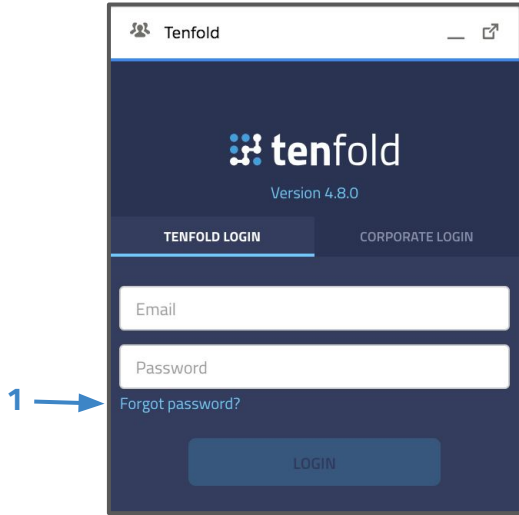 Tenfold
tenfold
Version 4.8.0
TENFOLD LOGIN CORPORATE LOGIN
Email
Password
1 Forgot password?
LOGIN